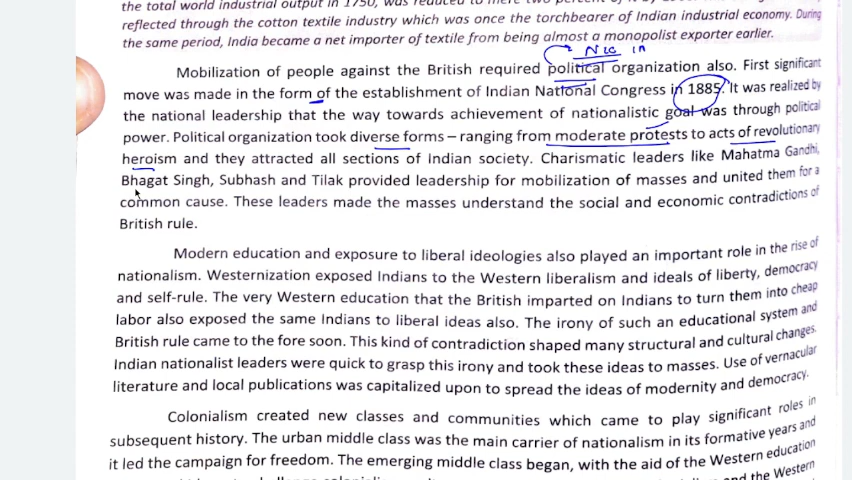 the total world industrial output in 1750, was reduced to mere two percent of it by
reflected through the cotton textile industry which was once the torchbearer of Indian industrial economy. During
the same period, India became a net importer of textile from being almost a monopolist exporter earlier.
Mobilization of people against the British required political organization also. First significant
move was made in the form of the establishment of Indian National Congress in 1885. It was realized by
the national leadership that the way towards achievement of nationalistic goal was through political
power. Political organization took diverse forms – ranging from moderate protests to acts of revolutionary
heroism and they attracted all sections of Indian society. Charismatic leaders like Mahatma Gandhi,
Bhagat Singh, Subhash and Tilak provided leadership for mobilization of masses and united them for a
common cause. These leaders made the masses understand the social and economic contradictions of
British rule.
Modern education and exposure to liberal ideologies also played an important role in the rise of
nationalism. Westernization exposed Indians to the Western liberalism and ideals of liberty, democracy
and self-rule. The very Western education that the British imparted on Indians to turn them into cheap
labor also exposed the same Indians to liberal ideas also. The irony of such an educational system and
British rule came to the fore soon. This kind of contradiction shaped many structural and cultural changes.
Indian nationalist leaders were quick to grasp this irony and took these ideas to masses. Use of vernacular
literature and local publications was capitalized upon to spread the ideas of modernity and democracy.
Colonialism created new classes and communities which came to play significant roles in
subsequent history. The urban middle class was the main carrier of nationalism in its formative years and
it led the campaign for freedom. The emerging middle class began, with the aid of the Western education
and the Western